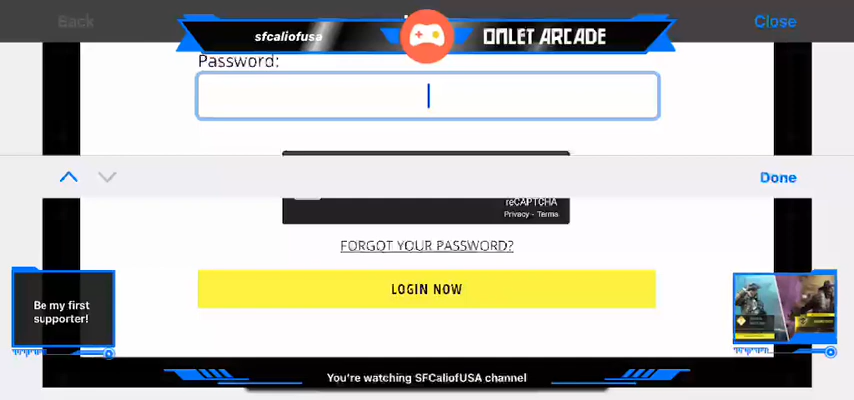 Back
sfcaliofusa
OMLET ARCADE
Close
Password:
Done
reCAPTCHA
Privacy - Terms
FORGOT YOUR PASSWORD?
LOGIN NOW
Be my first
supporter!
You're watching SFCaliofUSA channel